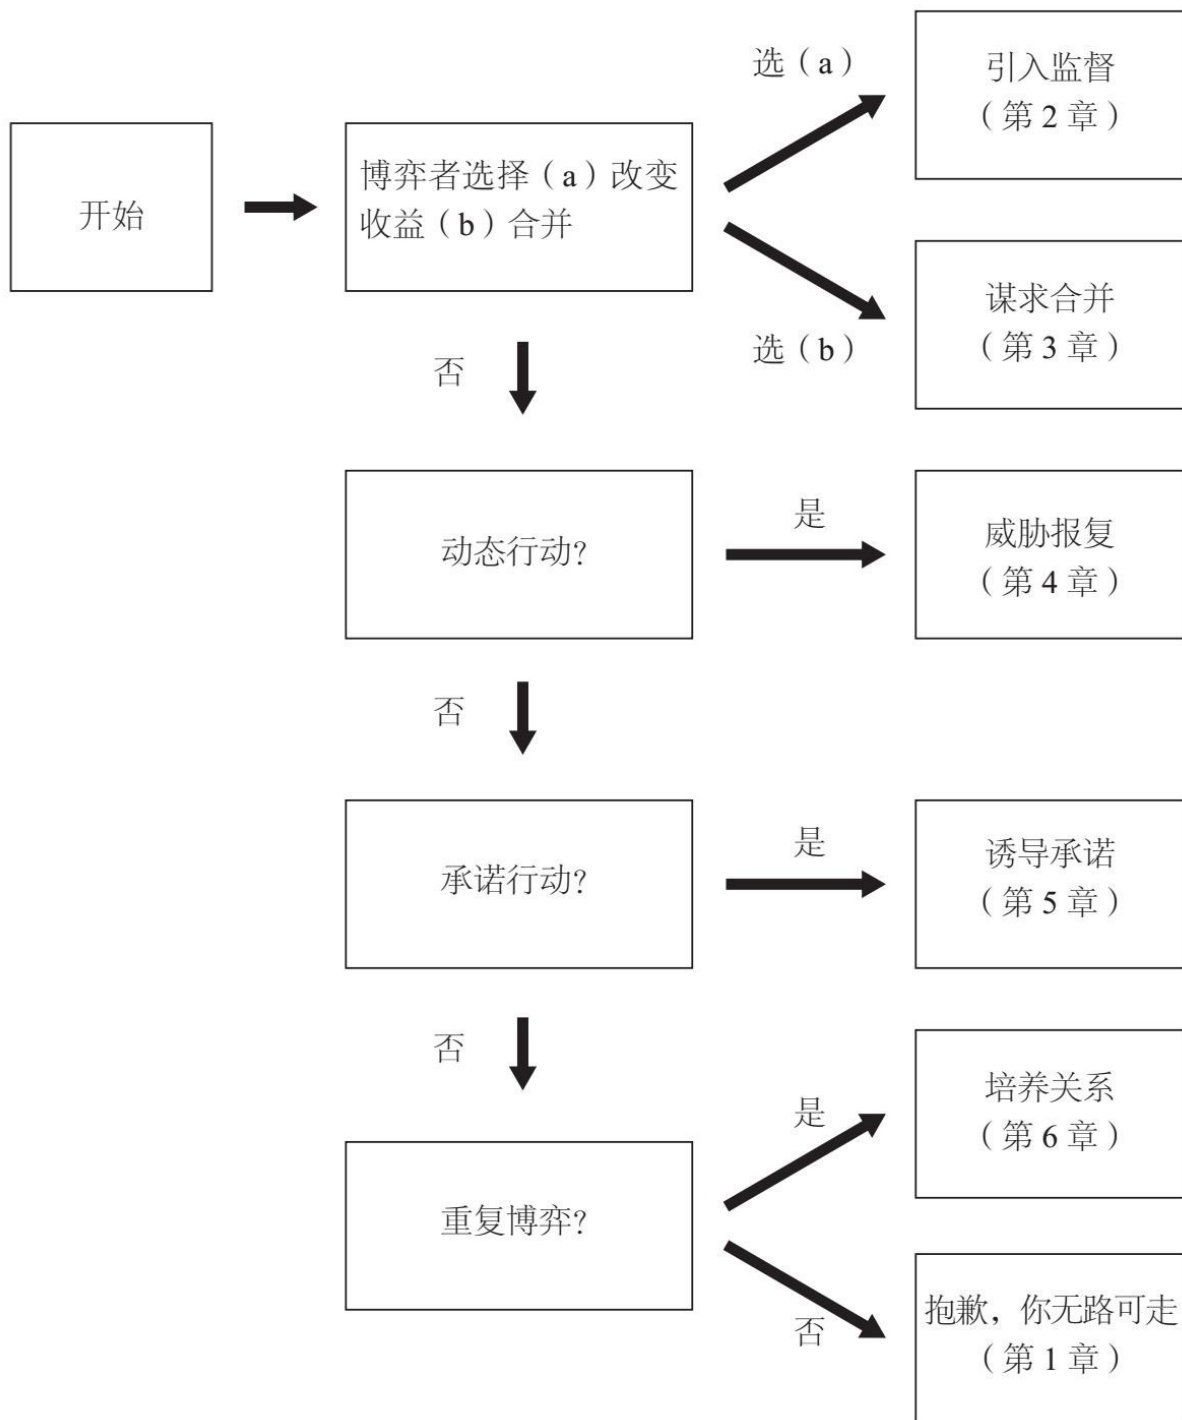 开始
博弈者选择（a）改变
收益（b）合并
选（a）
引入监督
（第 2 章）
选（b）
谋求合并
（第 3 章）
否
动态行动？
是
威胁报复
（第 4 章）
否
承诺行动？
是
诱导承诺
（第 5 章）
否
重复博弈？
是
培养关系
（第 6 章）
否
抱歉，你无路可走
（第 1 章）